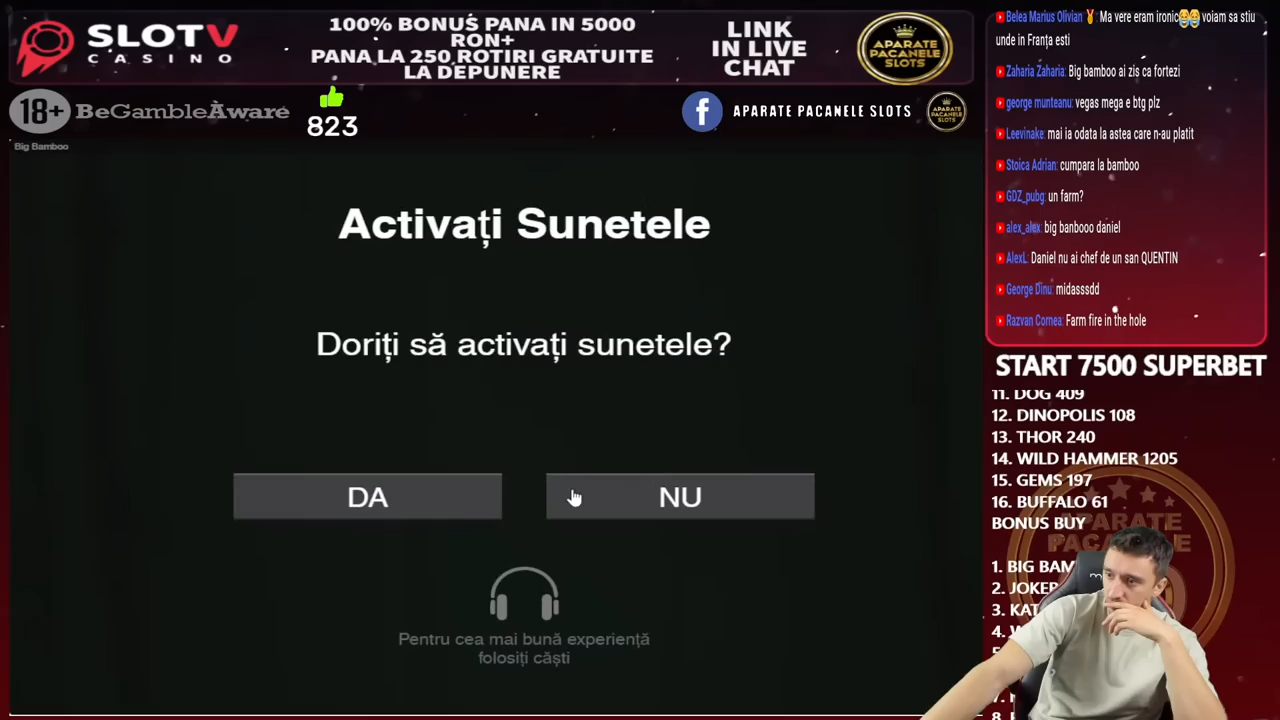 SLOTV
CASINO
100% BONUS PANA IN 5000
RON+
PANA LA 250 ROTIRI GRATUITE
LA DEPUNERE
LINK
IN LIVE
CHAT
APARATE
PACANELE
SLOTS
18+ BeGambleAware
823
APARATE PACANELE SLOTS
APARATE
PACANELE
SLOTS
Big Bamboo
Activați Sunetele
Doriți să activați sunetele?
DA
NU
Pentru cea mai bună experiență
folosiți căști
Belea Marius Olivian: Ma vere eram ironic voiam sa stiu
unde in Franța esti
Zaharia Zaharia: Big bamboo ai zis ca fortezi
george munteanu: vegas mega e btg plz
Leevinake: mai ia odata la astea care n-au platit
Stoica Adrian: cumpara la bamboo
GDZ_pubg: un farm?
alex_alex: big banbooo daniel
AlexL: Daniel nu ai chef de un san QUENTIN
George Dinu: midasssdd
Razvan Cornea: Farm fire in the hole
START 7500 SUPERBET
11. DOG 409
12. DINOPOLIS 108
13. THOR 240
14. WILD HAMMER 1205
15. GEMS 197
16. BUFFALO 61
BONUS BUY
APARATE
PACANELE
1. BIG BAM
2. JOKER
3. KAT
4.